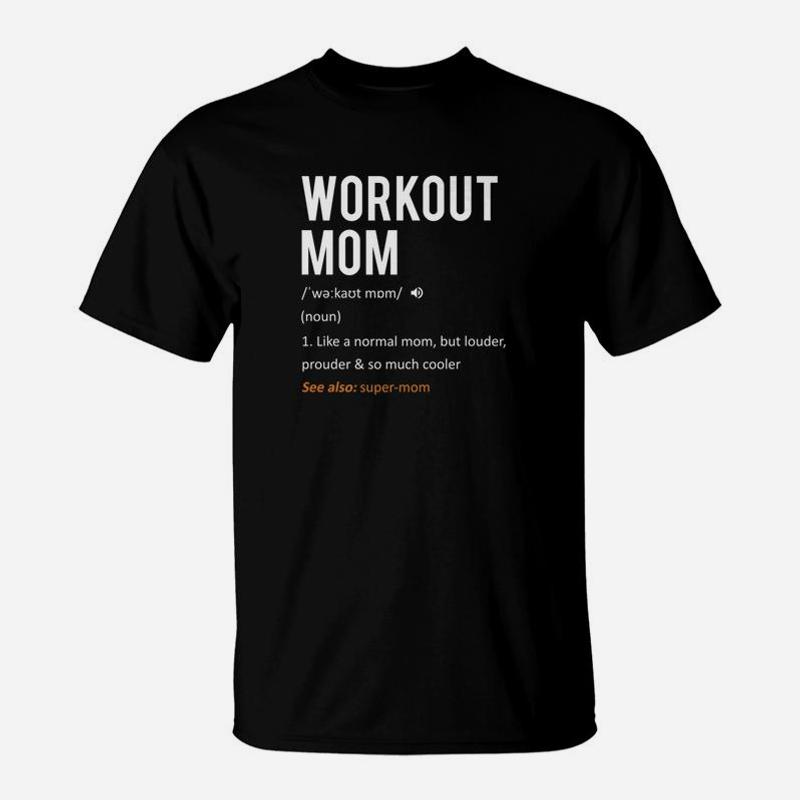 WORKOUT
MOM
/ˈwɜːkaʊt mɒm/
(noun)
1. Like a normal mom, but louder,
prouder & so much cooler
See also: super-mom